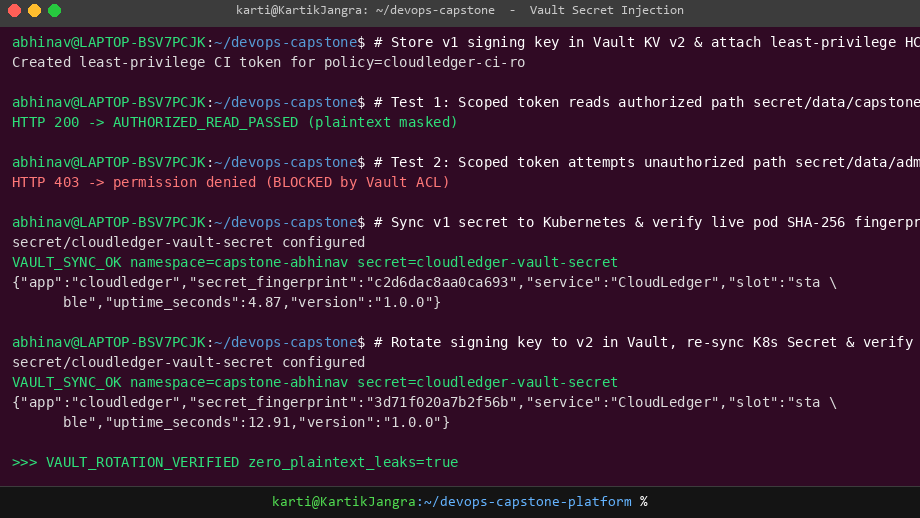 karti@KartikJangra: ~/devops-capstone  -  Vault Secret Injection
abhinav@LAPTOP-BSV7PCJK:~/devops-capstone$ # Store v1 signing key in Vault KV v2 & attach least-privilege HC
Created least-privilege CI token for policy=cloudledger-ci-ro
abhinav@LAPTOP-BSV7PCJK:~/devops-capstone$ # Test 1: Scoped token reads authorized path secret/data/capstone
HTTP 200 -> AUTHORIZED_READ_PASSED (plaintext masked)
abhinav@LAPTOP-BSV7PCJK:~/devops-capstone$ # Test 2: Scoped token attempts unauthorized path secret/data/adm
HTTP 403 -> permission denied (BLOCKED by Vault ACL)
abhinav@LAPTOP-BSV7PCJK:~/devops-capstone$ # Sync v1 secret to Kubernetes & verify live pod SHA-256 fingerpr
secret/cloudledger-vault-secret configured
VAULT_SYNC_OK namespace=capstone-abhinav secret=cloudledger-vault-secret
{"app":"cloudledger","secret_fingerprint":"c2d6dac8aa0ca693","service":"CloudLedger","slot":"sta \
ble","uptime_seconds":4.87,"version":"1.0.0"}
abhinav@LAPTOP-BSV7PCJK:~/devops-capstone$ # Rotate signing key to v2 in Vault, re-sync K8s Secret & verify
secret/cloudledger-vault-secret configured
VAULT_SYNC_OK namespace=capstone-abhinav secret=cloudledger-vault-secret
{"app":"cloudledger","secret_fingerprint":"3d71f020a7b2f56b","service":"CloudLedger","slot":"sta \
ble","uptime_seconds":12.91,"version":"1.0.0"}
>>> VAULT_ROTATION_VERIFIED zero_plaintext_leaks=true
karti@KartikJangra:~/devops-capstone-platform %